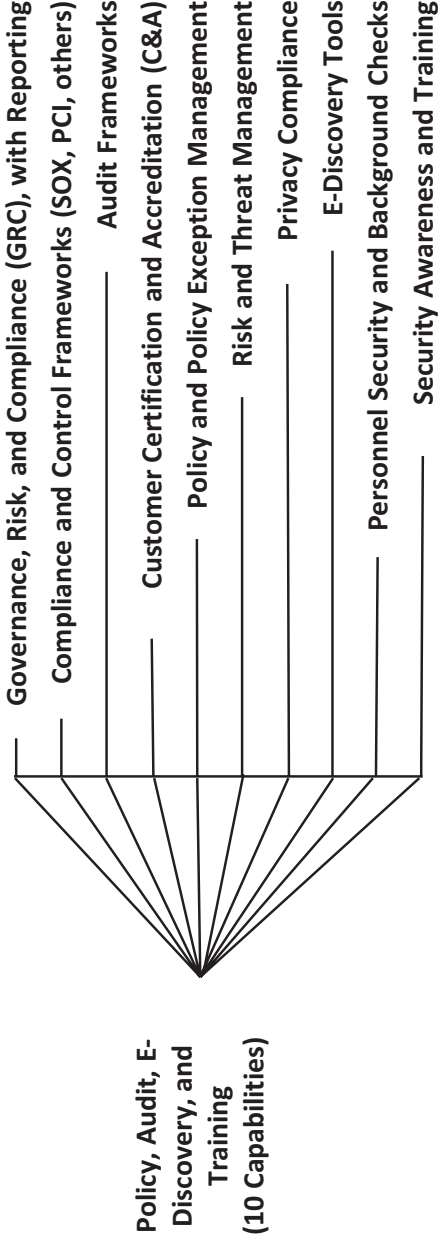 Policy, Audit, E-
Discovery, and
Training
(10 Capabilities)
Governance, Risk, and Compliance (GRC), with Reporting
Compliance and Control Frameworks (SOX, PCI, others)
Audit Frameworks
Customer Certification and Accreditation (C&A)
Policy and Policy Exception Management
Risk and Threat Management
Privacy Compliance
E-Discovery Tools
Personnel Security and Background Checks
Security Awareness and Training